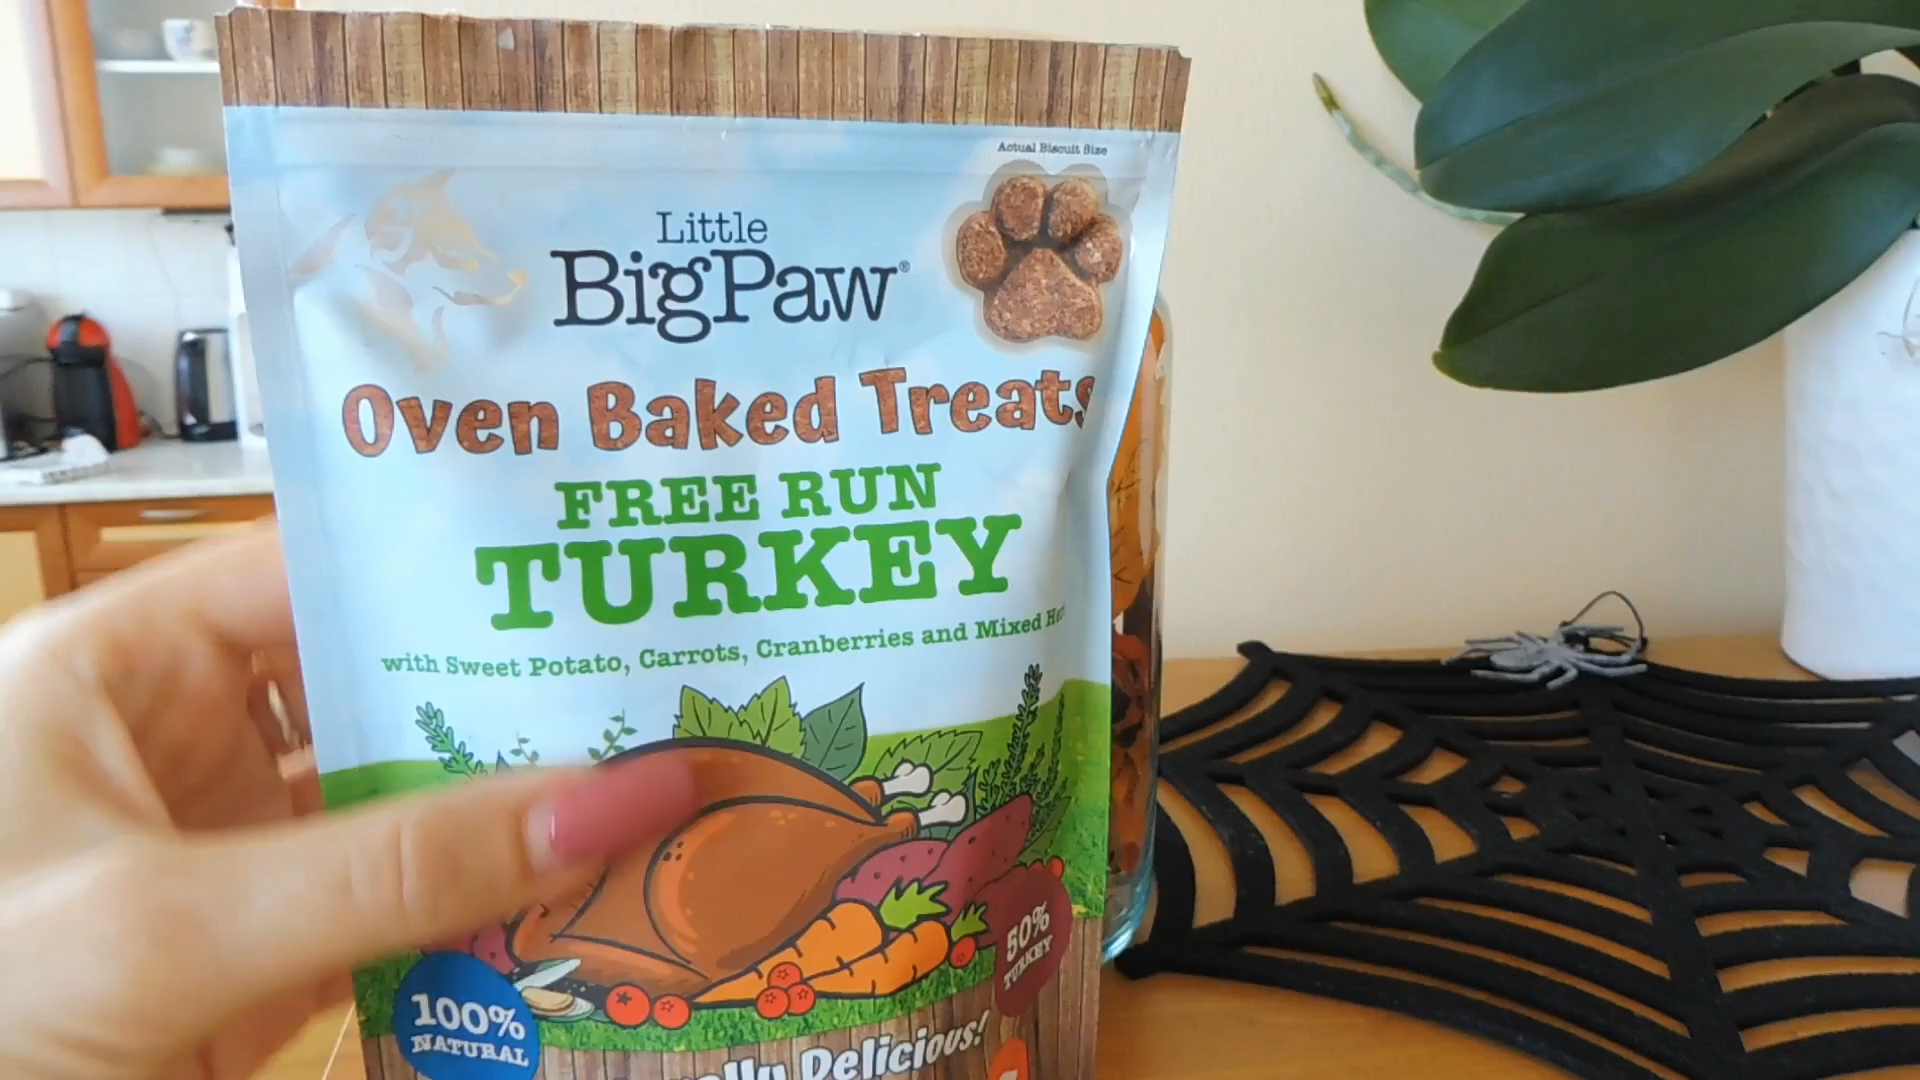 Actual Biscuit Size
Little
BigPaw®
Oven Baked Treats
FREE RUN
TURKEY
with Sweet Potato, Carrots, Cranberries and Mixed
50%
TURKEY
100%
NATURAL
Delicious!